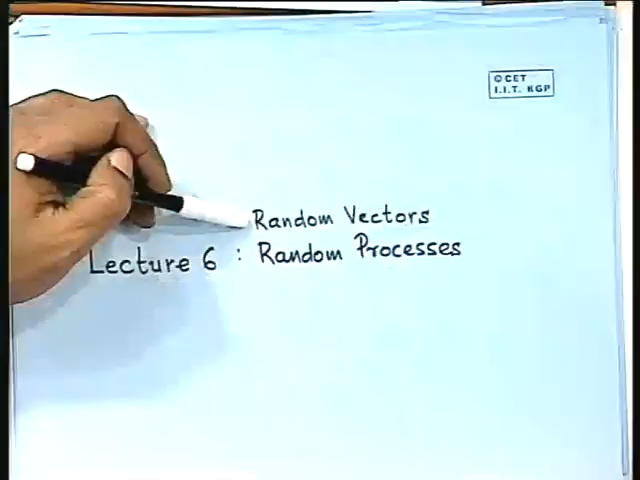 © CET
I.I.T. KGP
Random Vectors
Lecture 6 : Random Processes